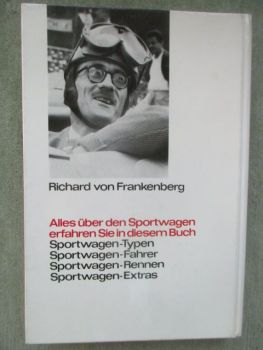 Richard von Frankenberg
Alles über den Sportwagen
erfahren Sie in diesem Buch
Sportwagen-Typen
Sportwagen-Fahrer
Sportwagen-Rennen
Sportwagen-Extras